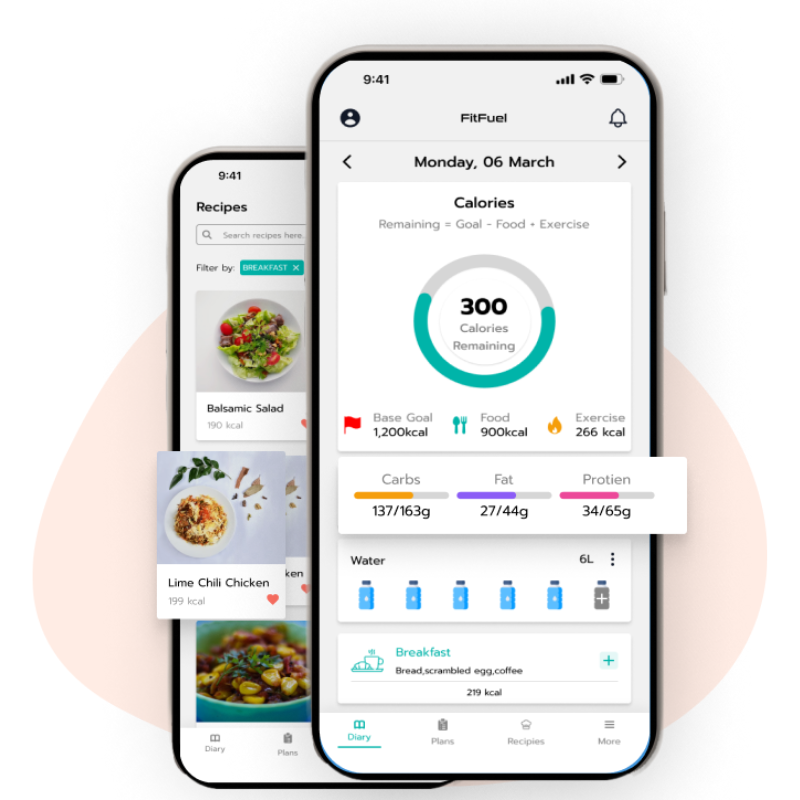 9:41
Recipes
Search recipes here.
Filter by: BREAKFAST ✕
Balsamic Salad
190 kcal
Lime Chili Chicken
199 kcal
Diary
Plans
9:41
FitFuel
Monday, 06 March
Calories
Remaining = Goal - Food + Exercise
300
Calories
Remaining
Base Goal
1,200kcal
Food
900kcal
Exercise
266 kcal
Carbs
137/163g
Fat
27/44g
Protien
34/65g
Water
6L
Breakfast
Bread,scrambled egg,coffee
219 kcal
Diary
Plans
Recipies
More